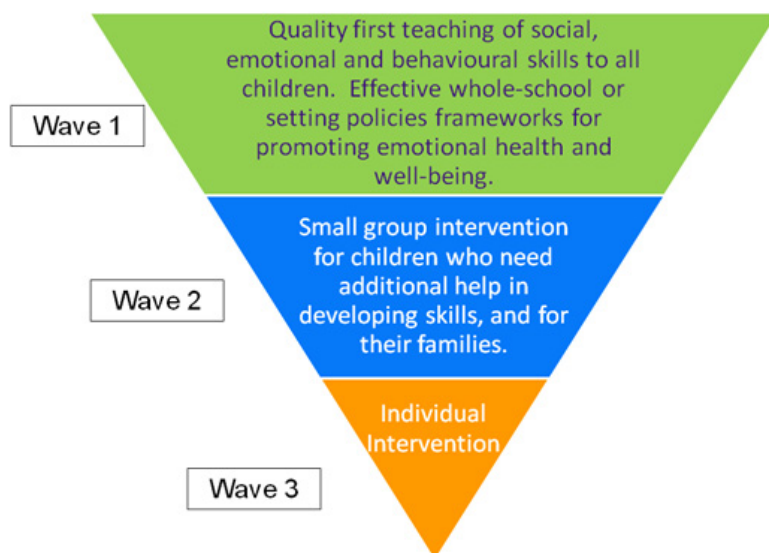 Quality first teaching of social,
emotional and behavioural skills to all
children. Effective whole-school or
setting policies frameworks for
promoting emotional health and
well-being.
Wave 1
Small group intervention
for children who need
additional help in
developing skills, and for
their families.
Wave 2
Individual
Intervention
Wave 3